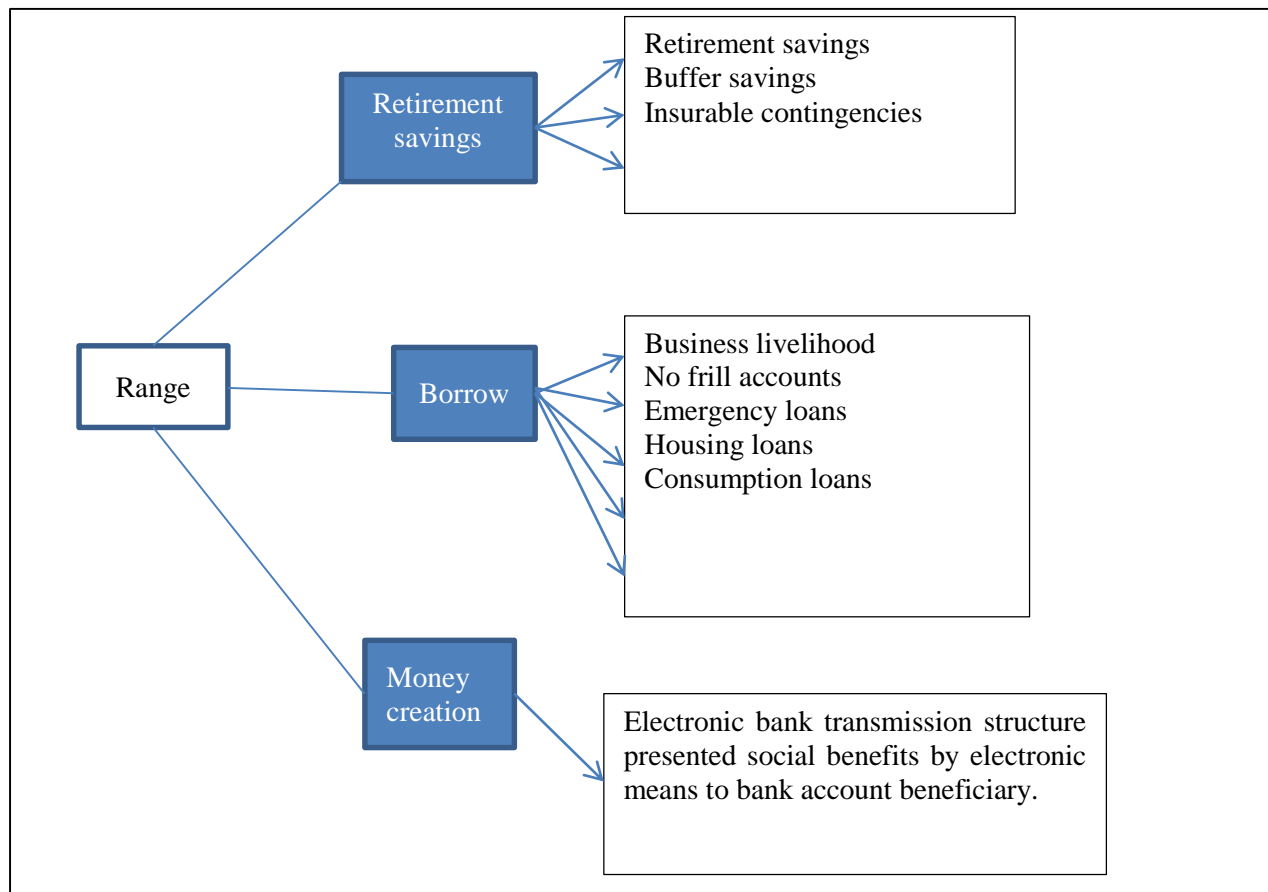 Retirement savings
Buffer savings
Insurable contingencies
Retirement
savings
Range
Borrow
Business livelihood
No frill accounts
Emergency loans
Housing loans
Consumption loans
Money
creation
Electronic bank transmission structure
presented social benefits by electronic
means to bank account beneficiary.